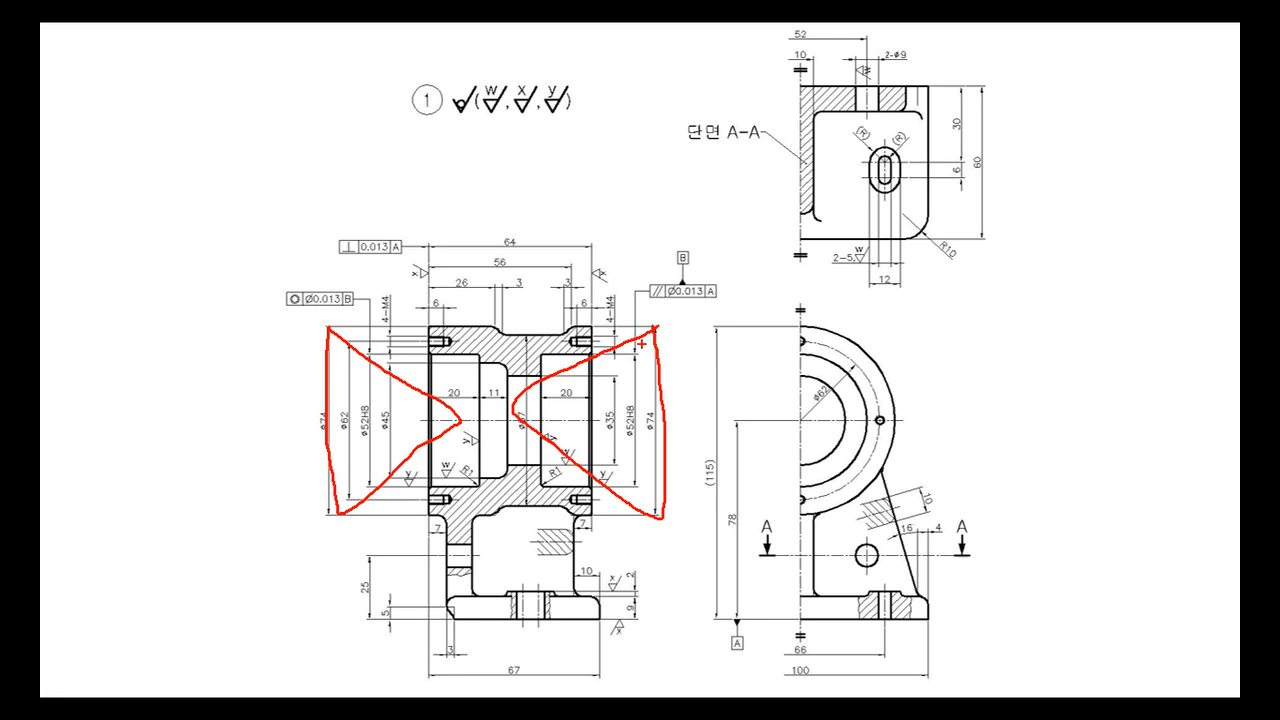 52
10
2-Ø9
w
1
w
x
y
( , , )
단면 A-A
(R)
(R)
30
60
6
R10
w
2-5
12
⊥ 0.013 A
64
B
56
x
x
26
3
3
◎ Ø0.013 B
// Ø0.013 A
6
4-M4
6
4-M4
20
11
20
Ø62
Ø74
Ø62
Ø52H8
Ø45
Ø35
Ø52H8
Ø74
y
y
w
w
y
R1
R1
y
(115)
7
7
78
10
16
4
A
A
25
10
x
2
5
9
x
3
A
66
67
100